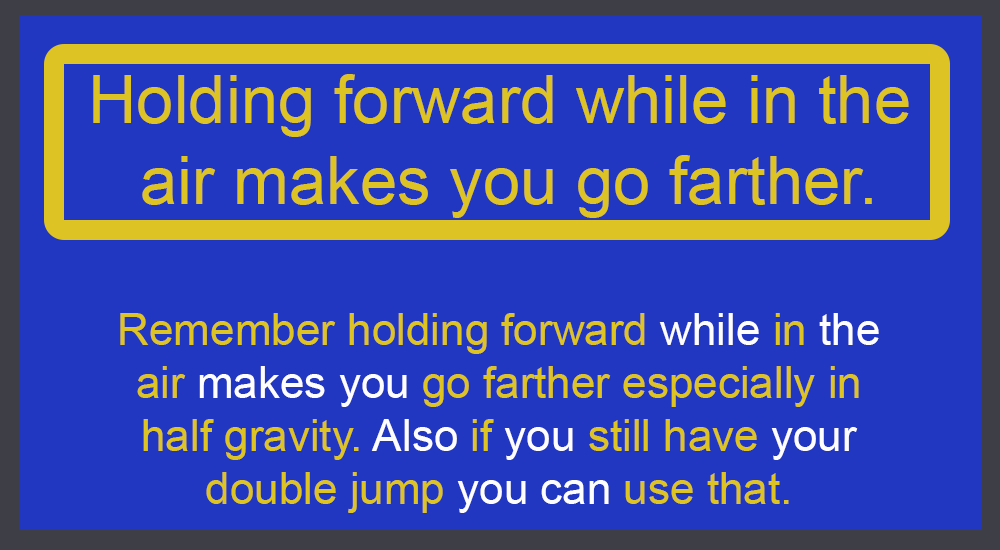 Holding forward while in the
air makes you go farther.
Remember holding forward while in the
air makes you go farther especially in
half gravity. Also if you still have your
double jump you can use that.